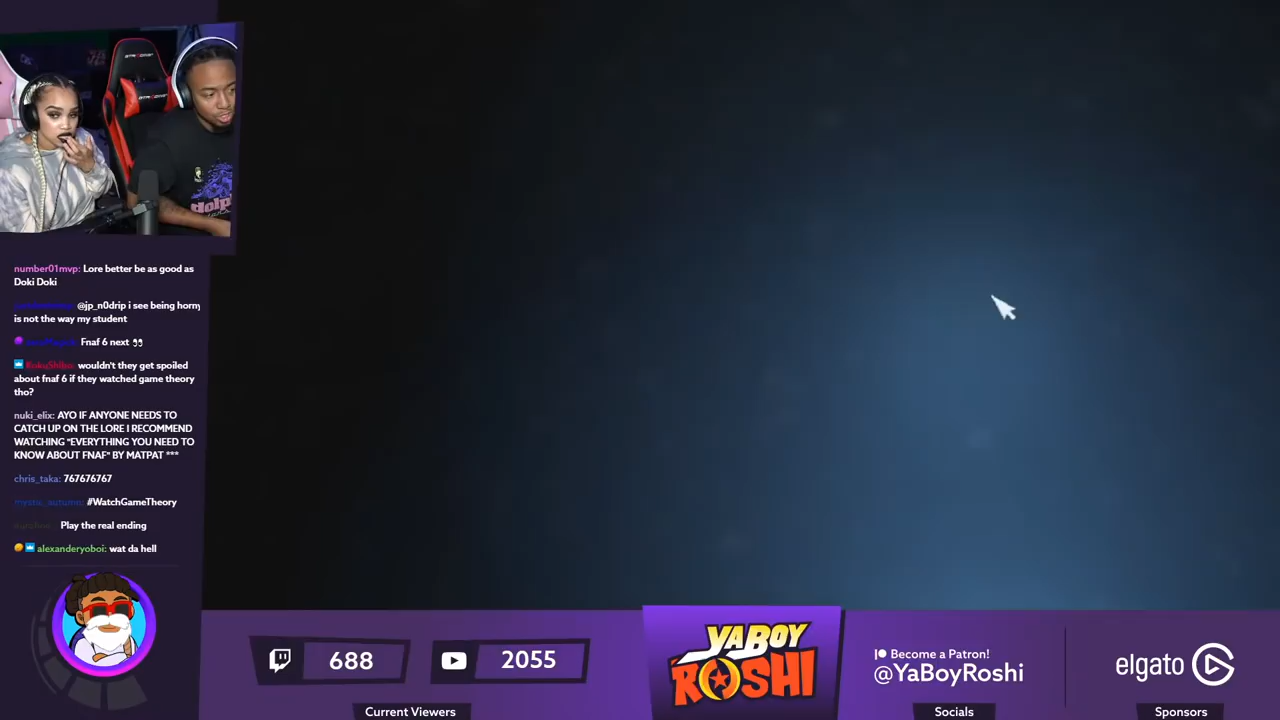 number01mvp: Lore better be as good as
Doki Doki
@jp_n0drip i see being horny
is not the way my student
Fnaf 6 next
wouldn't they get spoiled
about fnaf 6 if they watched game theory
tho?
nuki_elix: AYO IF ANYONE NEEDS TO
CATCH UP ON THE LORE I RECOMMEND
WATCHING "EVERYTHING YOU NEED TO
KNOW ABOUT FNAF" BY MATPAT ***
chris_taka: 767676767
mystic_autumn: #WatchGameTheory
Play the real ending
alexanderyoboi: wat da hell
688
2055
Current Viewers
YABOY
ROSHI
Become a Patron!
@YaBoyRoshi
Socials
elgato
Sponsors